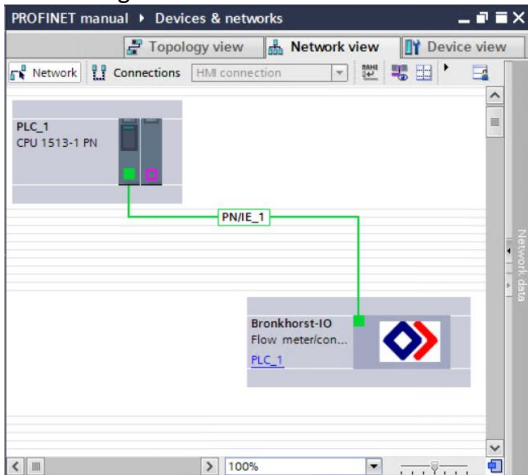 PROFINET manual ▸ Devices & networks
Topology view Network view Device view
Network Connections HMI connection
PLC_1
CPU 1513-1 PN
PN/IE_1
Network data
Bronkhorst-IO
Flow meter/con...
PLC_1
100%